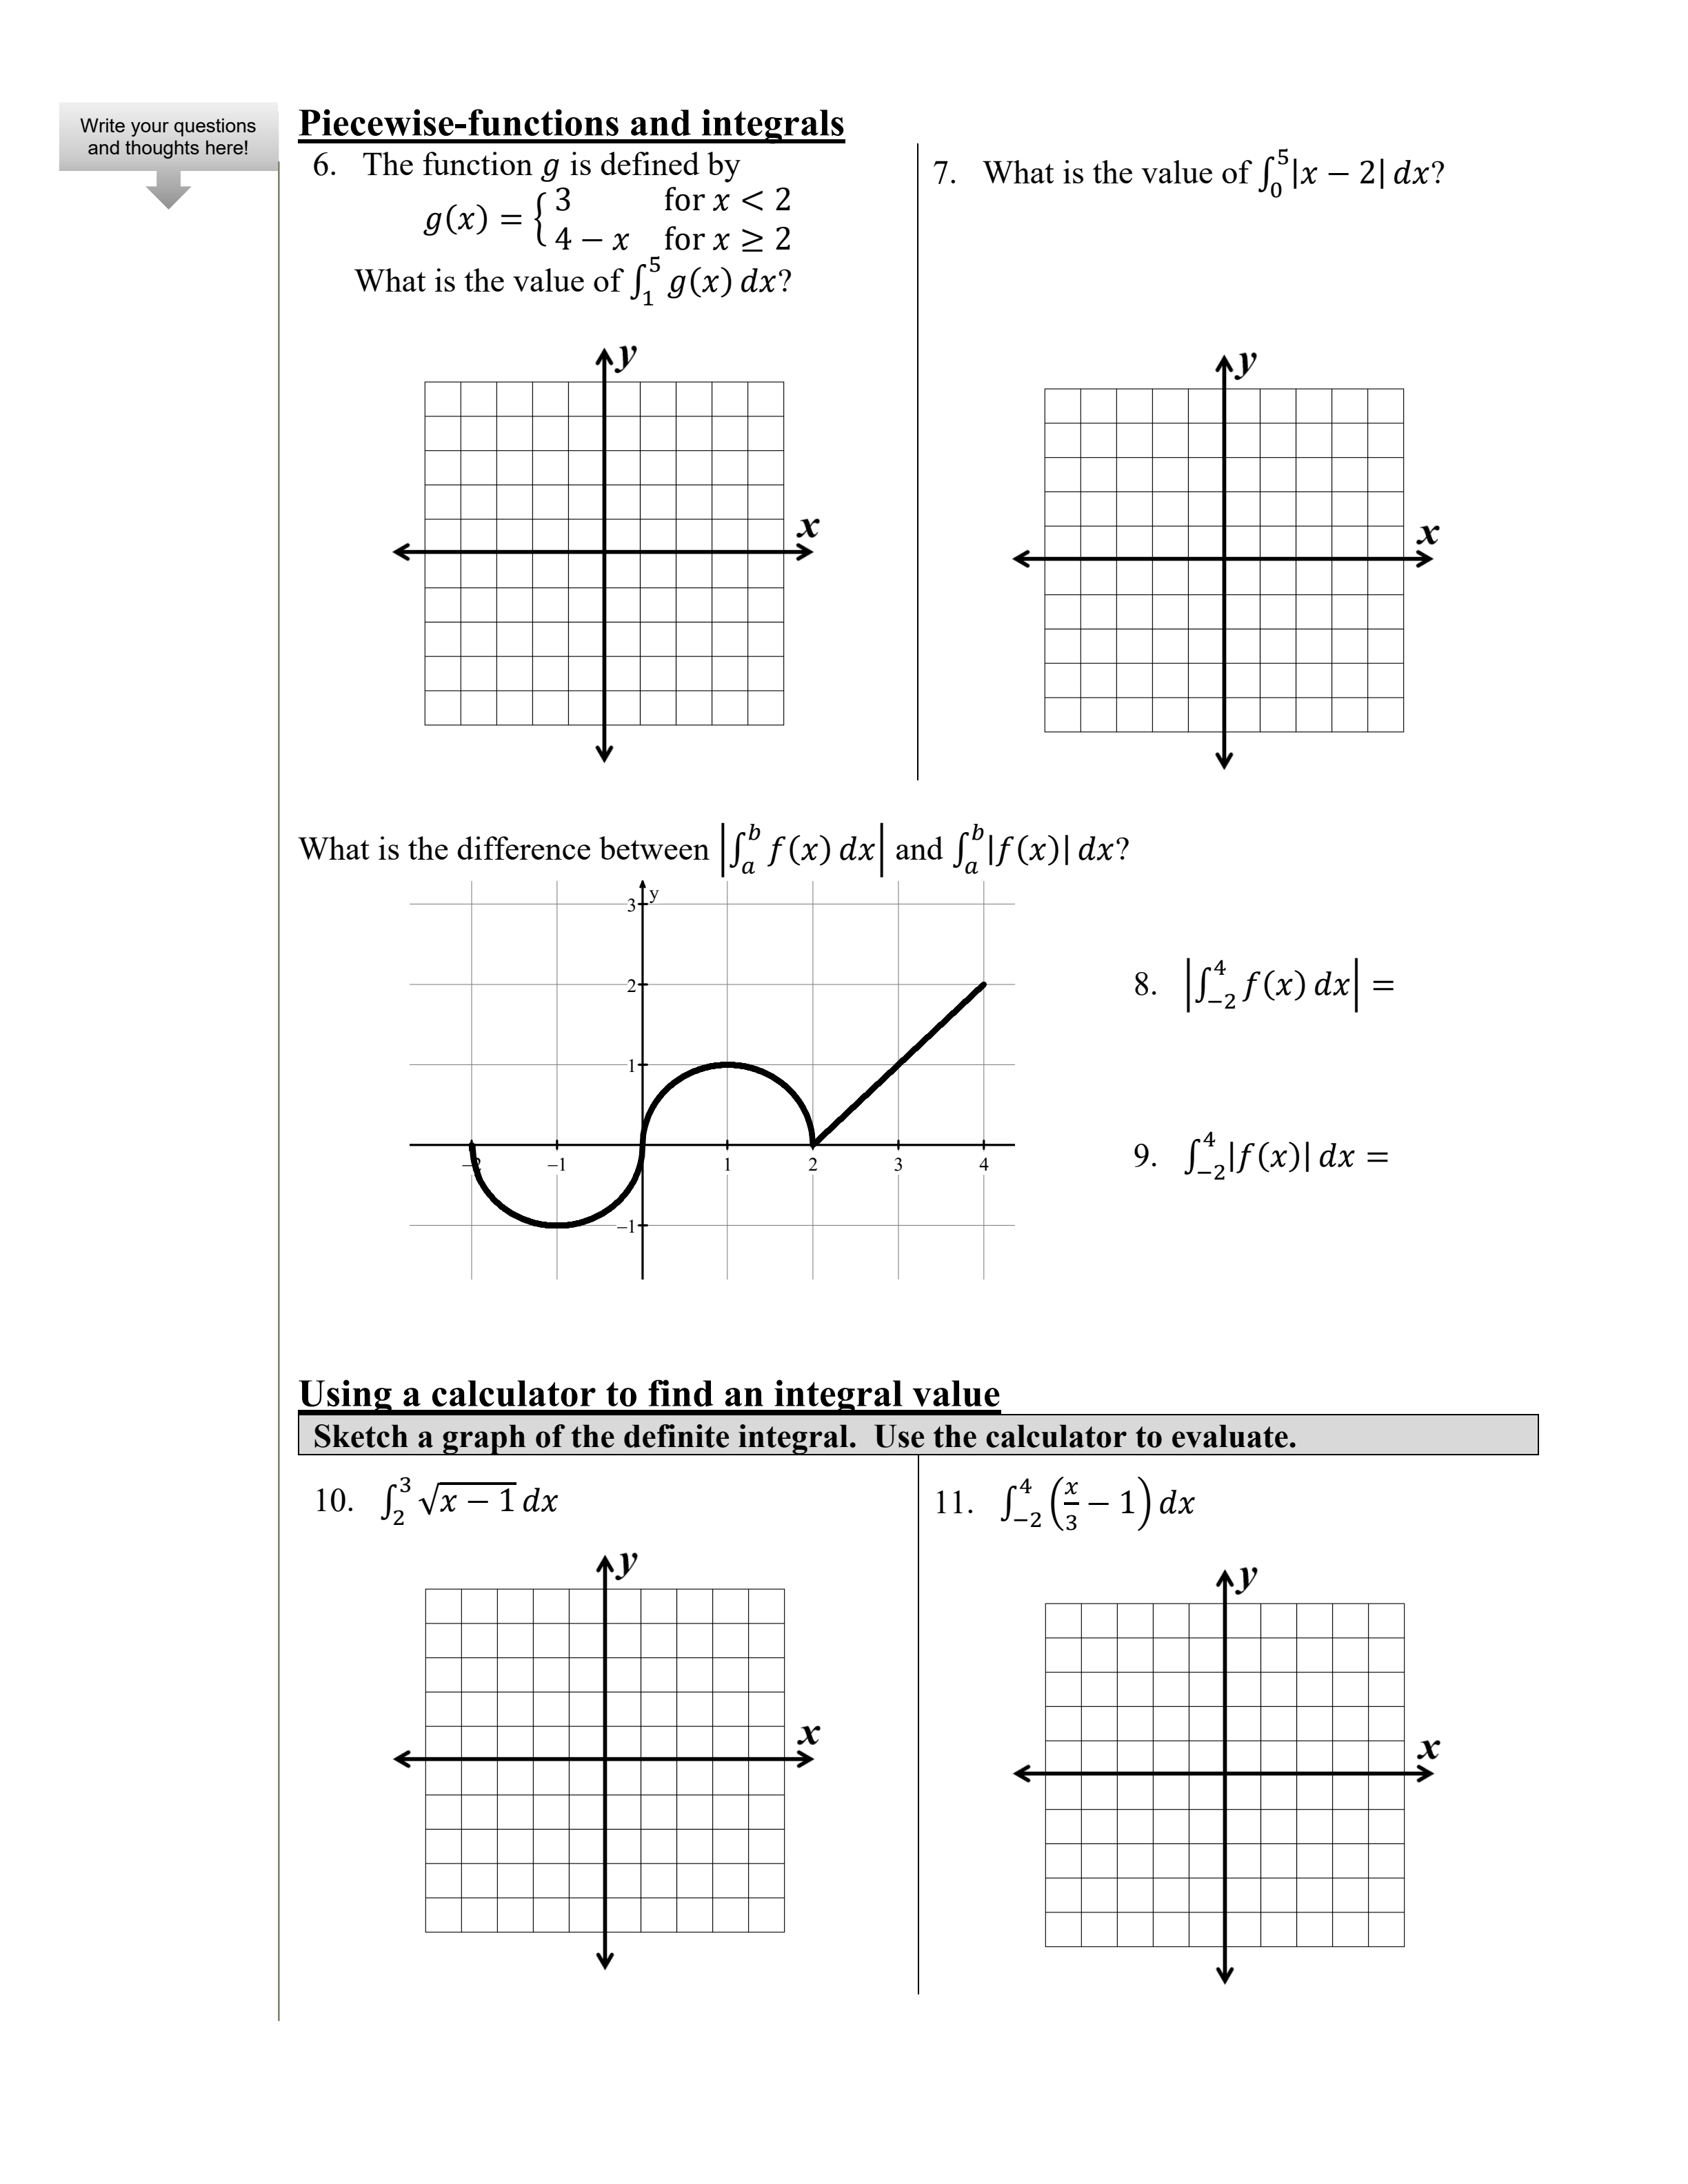 Write your questions
and thoughts here!
Piecewise-functions and integrals
6. The function g is defined by
g(x) = { 3 for x < 2
4 − x for x ≥ 2
What is the value of ∫₁⁵ g(x) dx?
y
x
7. What is the value of ∫₀⁵|x − 2| dx?
y
x
What is the difference between |∫ₐᵇ f(x) dx| and ∫ₐᵇ|f(x)| dx?
y
3
2
1
−2 −1 1 2 3 4
−1
8. |∫₋₂⁴ f(x) dx| =
9. ∫₋₂⁴|f(x)| dx =
Using a calculator to find an integral value
Sketch a graph of the definite integral. Use the calculator to evaluate.
10. ∫₂³ √(x − 1) dx
y
x
11. ∫₋₂⁴ (x/3 − 1) dx
y
x